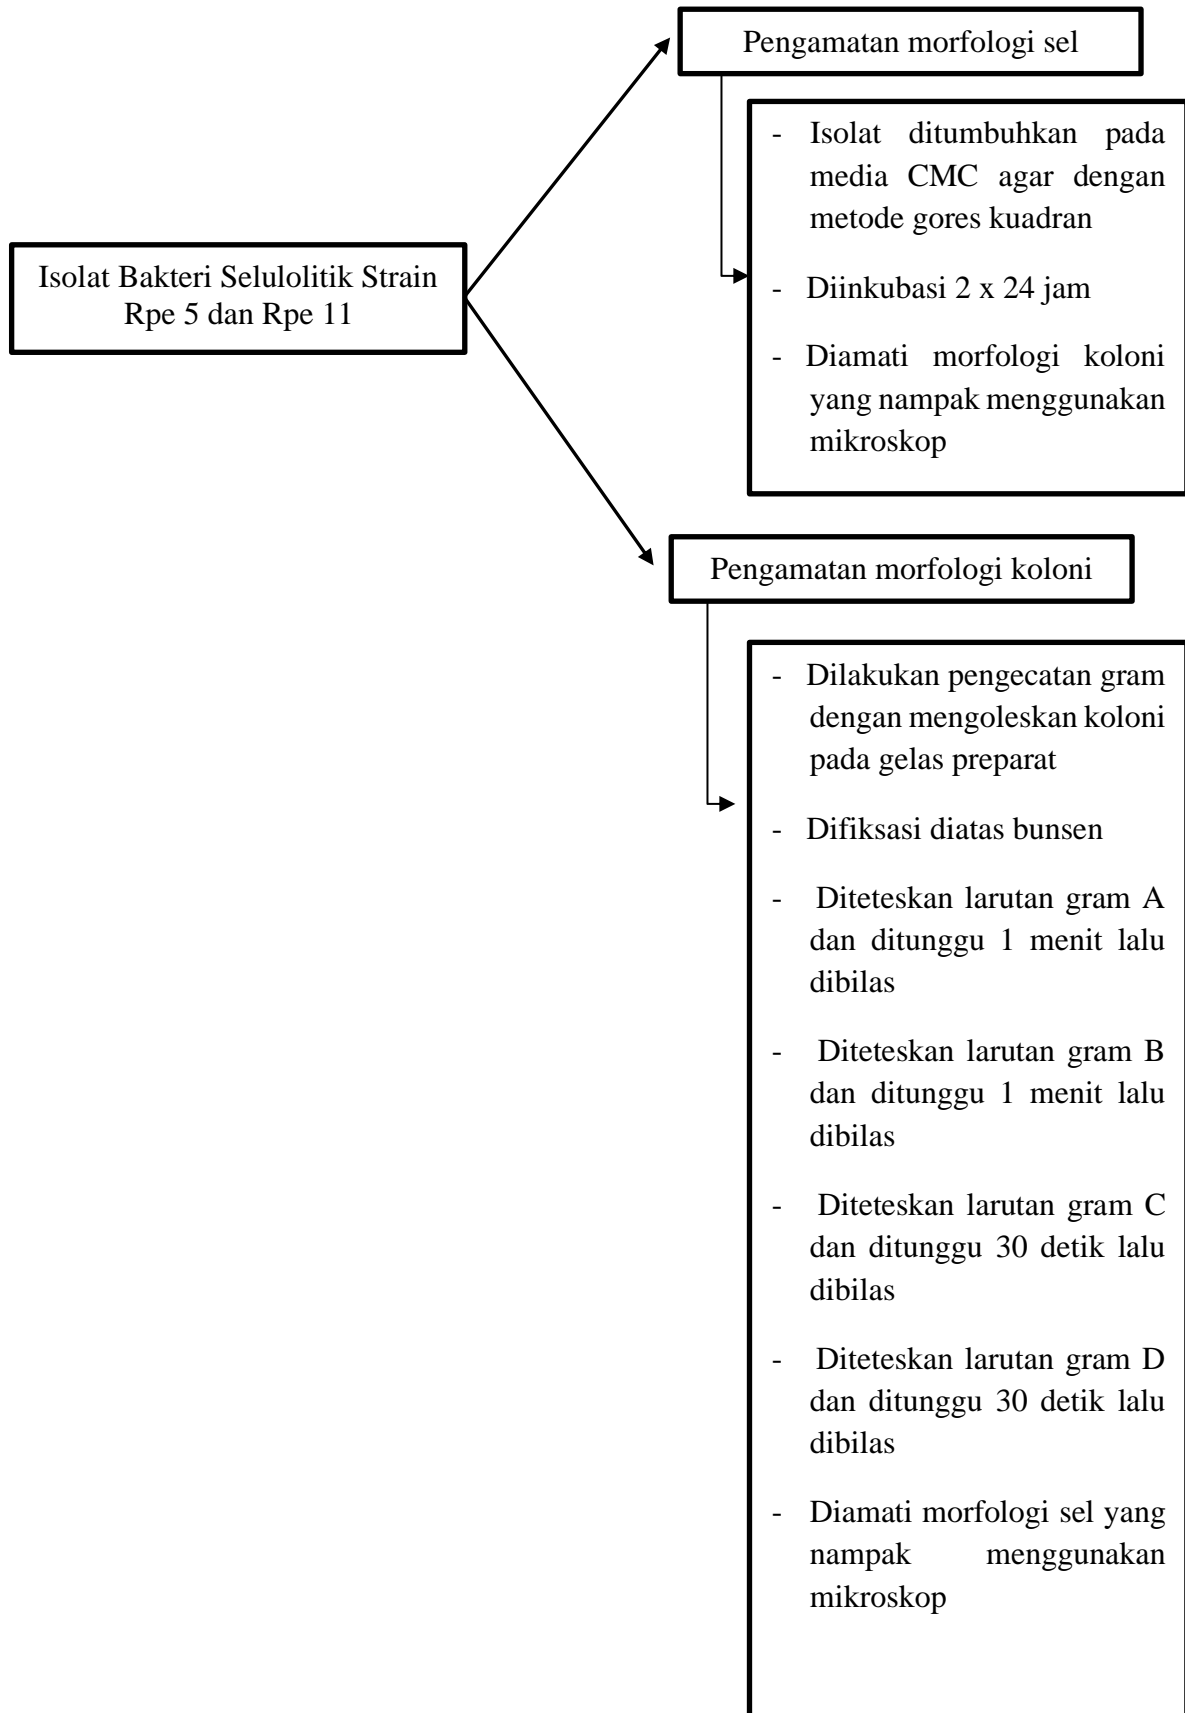 Pengamatan morfologi sel
- Isolat ditumbuhkan pada
media CMC agar dengan
metode gores kuadran
- Diinkubasi 2 x 24 jam
- Diamati morfologi koloni
yang nampak menggunakan
mikroskop
Isolat Bakteri Selulolitik Strain
Rpe 5 dan Rpe 11
Pengamatan morfologi koloni
- Dilakukan pengecatan gram
dengan mengoleskan koloni
pada gelas preparat
- Difiksasi diatas bunsen
- Diteteskan larutan gram A
dan ditunggu 1 menit lalu
dibilas
- Diteteskan larutan gram B
dan ditunggu 1 menit lalu
dibilas
- Diteteskan larutan gram C
dan ditunggu 30 detik lalu
dibilas
- Diteteskan larutan gram D
dan ditunggu 30 detik lalu
dibilas
- Diamati morfologi sel yang
nampak menggunakan
mikroskop